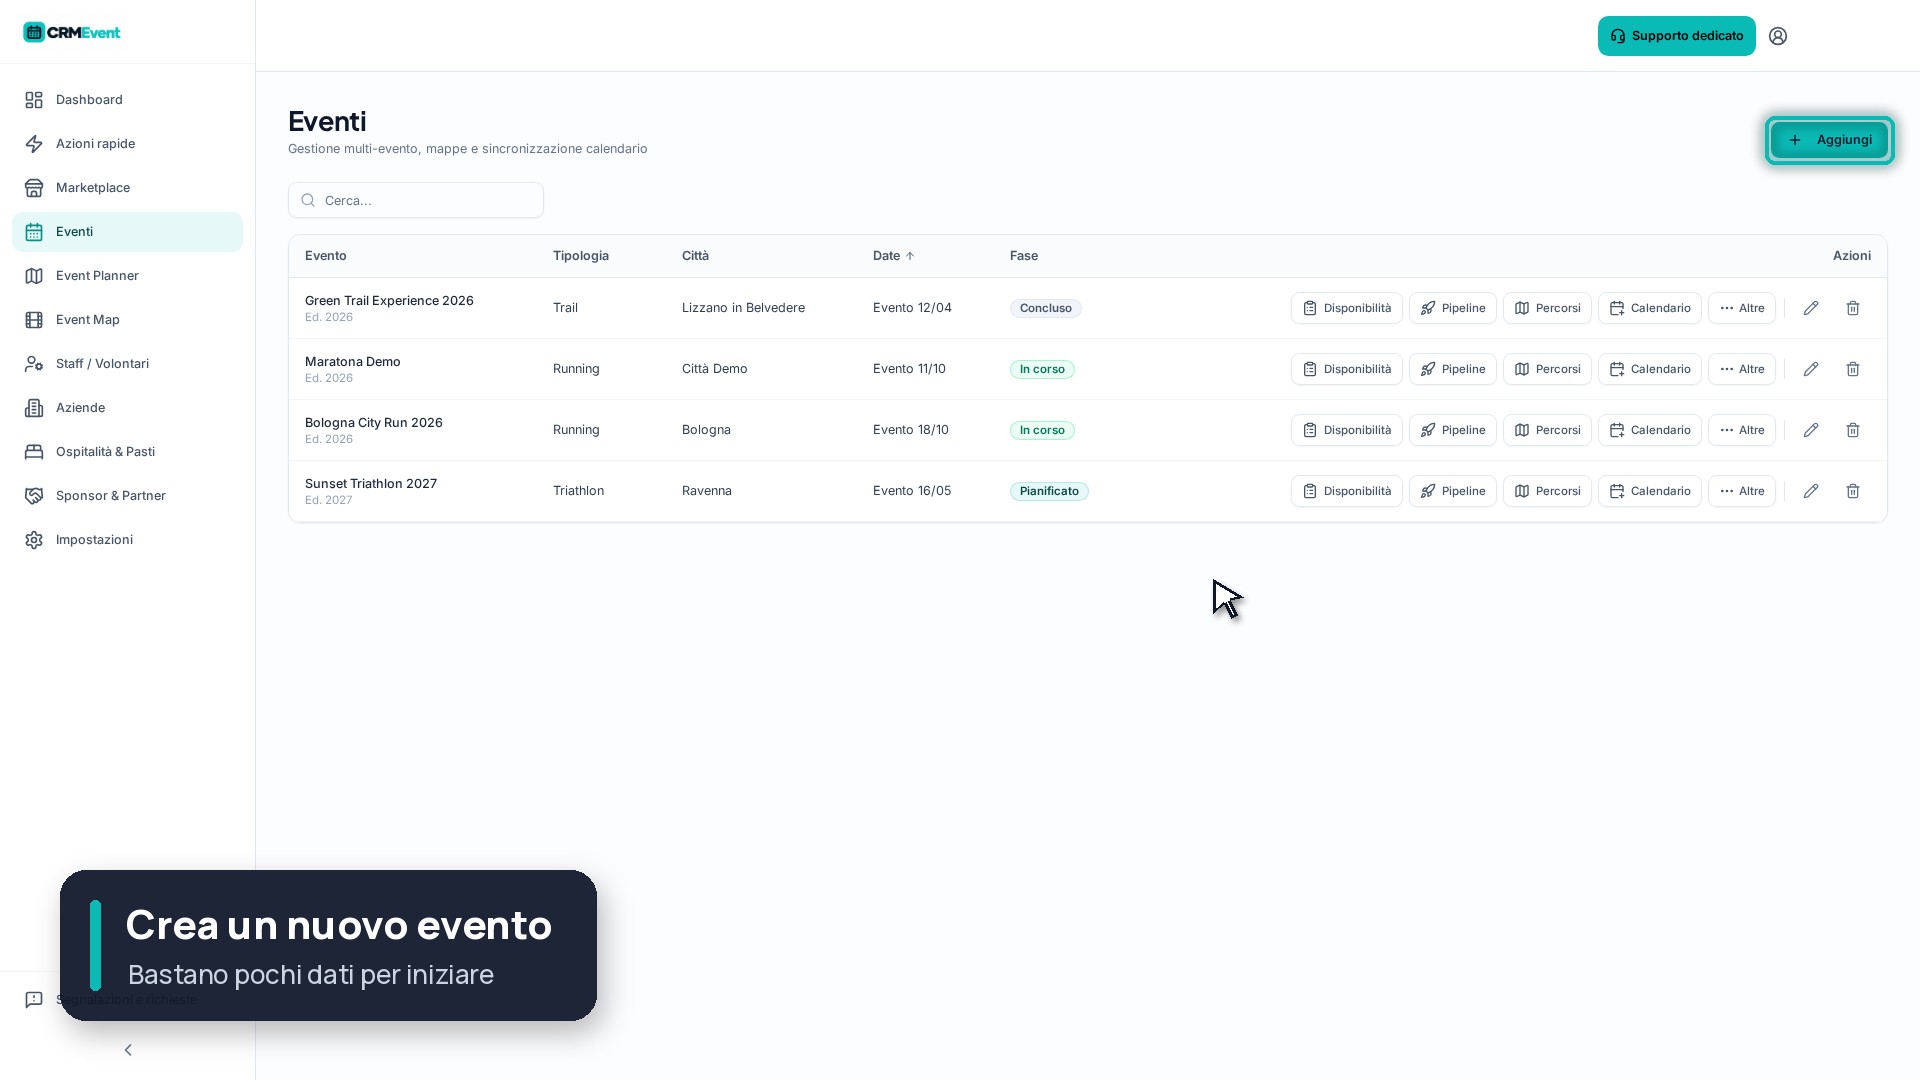 CRMEvent
Supporto dedicato
Dashboard
Azioni rapide
Marketplace
Eventi
Event Planner
Event Map
Staff / Volontari
Aziende
Ospitalità & Pasti
Sponsor & Partner
Impostazioni
Segnalazioni e richieste
Eventi
Gestione multi-evento, mappe e sincronizzazione calendario
Aggiungi
Cerca...
Evento Tipologia Città Date Fase Azioni
Green Trail Experience 2026 Trail Lizzano in Belvedere Evento 12/04 Concluso Disponibilità Pipeline Percorsi Calendario Altre
Ed. 2026
Maratona Demo Running Città Demo Evento 11/10 In corso Disponibilità Pipeline Percorsi Calendario Altre
Ed. 2026
Bologna City Run 2026 Running Bologna Evento 18/10 In corso Disponibilità Pipeline Percorsi Calendario Altre
Ed. 2026
Sunset Triathlon 2027 Triathlon Ravenna Evento 16/05 Pianificato Disponibilità Pipeline Percorsi Calendario Altre
Ed. 2027
Crea un nuovo evento
Bastano pochi dati per iniziare